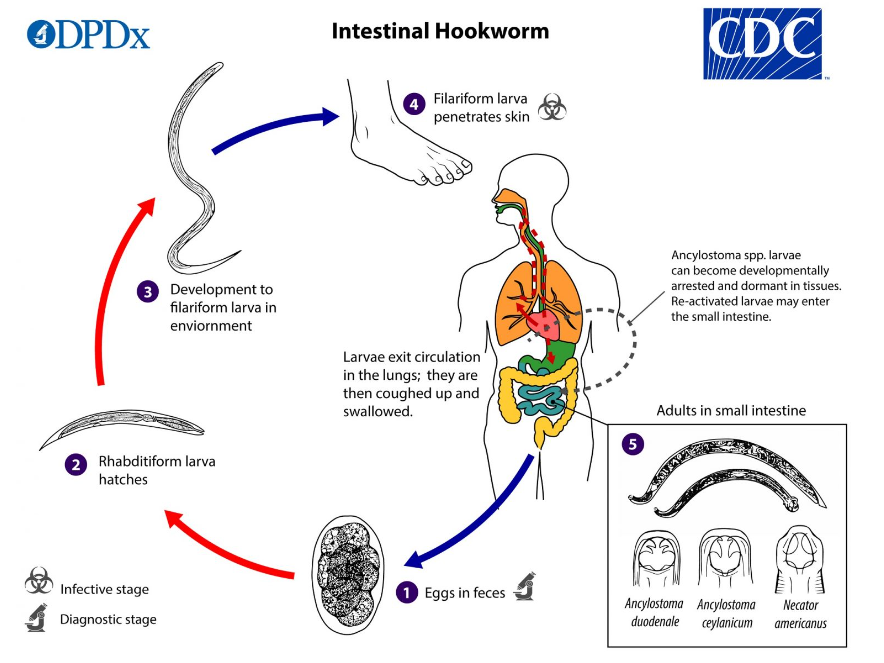 DPDx
Intestinal Hookworm
CDC
TM
4
Filariform larva
penetrates skin
3
Development to
filariform larva in
enviornment
Ancylostoma spp. larvae
can become developmentally
arrested and dormant in tissues.
Re-activated larvae may enter
the small intestine.
Larvae exit circulation
in the lungs; they are
then coughed up and
swallowed.
Adults in small intestine
2
Rhabditiform larva
hatches
5
Infective stage
Diagnostic stage
1
Eggs in feces
Ancylostoma
duodenale
Ancylostoma
ceylanicum
Necator
americanus